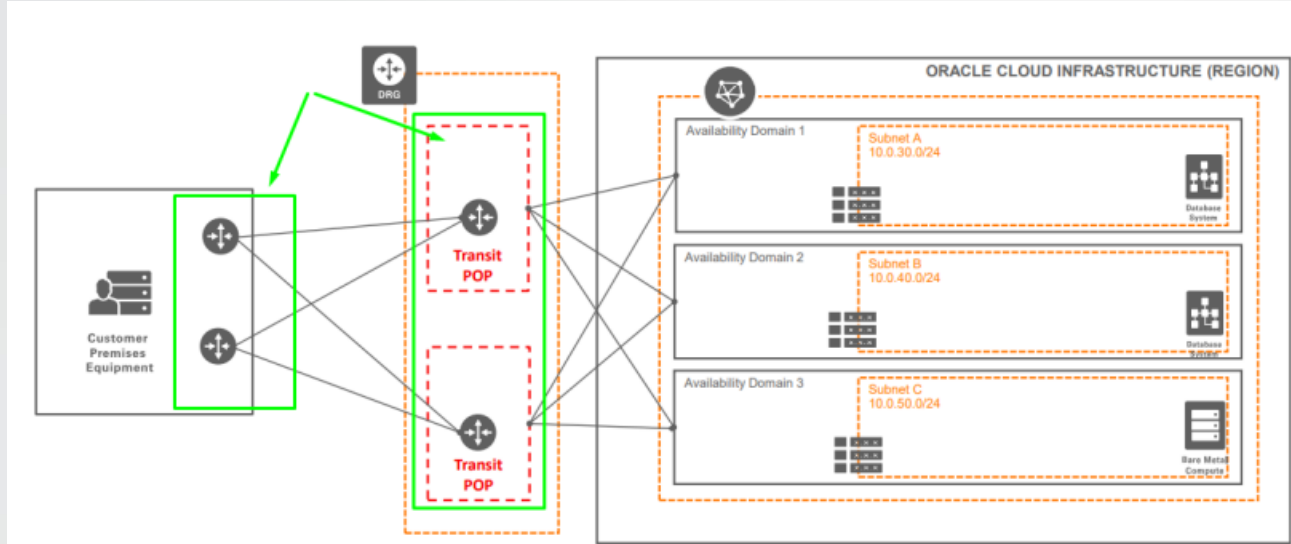 DRG
ORACLE CLOUD INFRASTRUCTURE (REGION)
Customer
Premises
Equipment
Transit
POP
Transit
POP
Availability Domain 1
Subnet A
10.0.30.0/24
Database
System
Availability Domain 2
Subnet B
10.0.40.0/24
Database
System
Availability Domain 3
Subnet C
10.0.50.0/24
Bare Metal
Compute